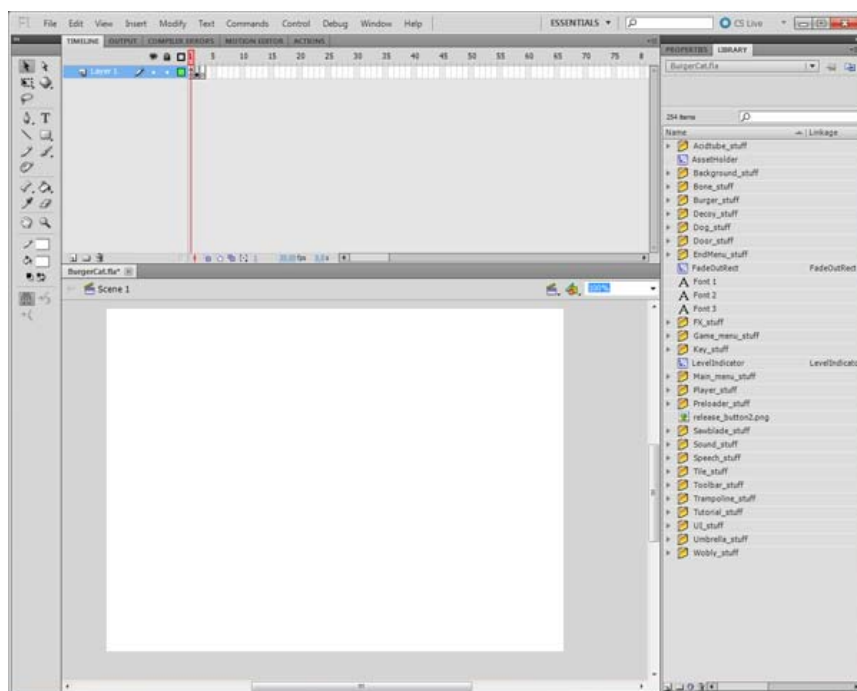 Fl File Edit View Insert Modify Text Commands Control Debug Window Help ESSENTIALS CS Live
TIMELINE OUTPUT COMPILER ERRORS MOTION EDITOR ACTIONS
1 5 10 15 20 25 30 35 40 45 50 55 60 65 70 75 8
Layer 1
BurgerCat.fla*
Scene 1
100%
PROPERTIES LIBRARY
BurgerCat.fla
254 items
Name Linkage
Acidtube_stuff
AssetHolder
Background_stuff
Bone_stuff
Burger_stuff
Decoy_stuff
Dog_stuff
Door_stuff
EndMenu_stuff
FadeOutRect FadeOutRect
Font 1
Font 2
Font 3
FX_stuff
Game_menu_stuff
Key_stuff
LevelIndicator LevelIndicato
Main_menu_stuff
Player_stuff
Preloader_stuff
release_button2.png
Sawblade_stuff
Sound_stuff
Speech_stuff
Tile_stuff
Toolbar_stuff
Trampoline_stuff
Tutorial_stuff
UI_stuff
Umbrella_stuff
Wobly_stuff